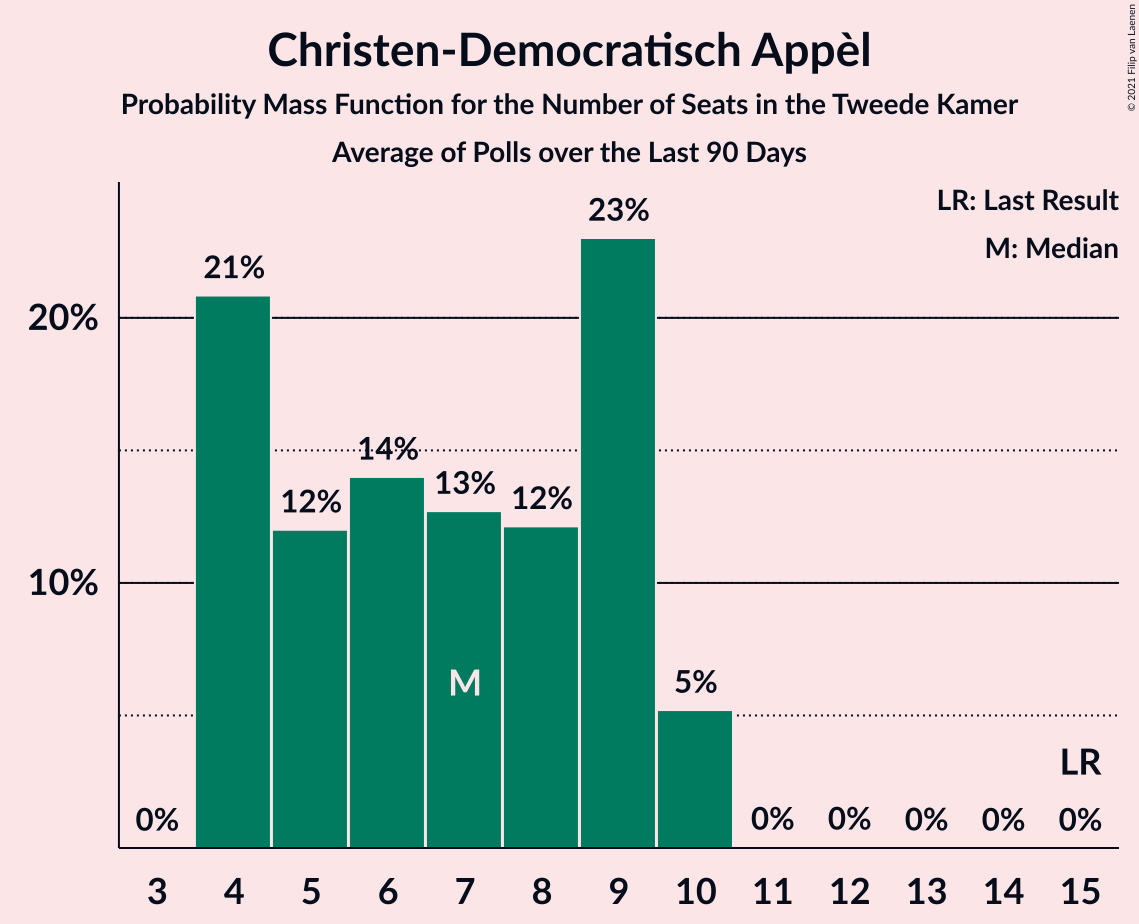 Christen-Democratisch Appèl
Probability Mass Function for the Number of Seats in the Tweede Kamer
Average of Polls over the Last 90 Days
© 2021 Filip van Laenen
LR: Last Result
M: Median
23%
21%
20%
14%
13%
12%
12%
10%
M
5%
LR
0%
0%
0%
0%
0%
0%
3 4 5 6 7 8 9 10 11 12 13 14 15